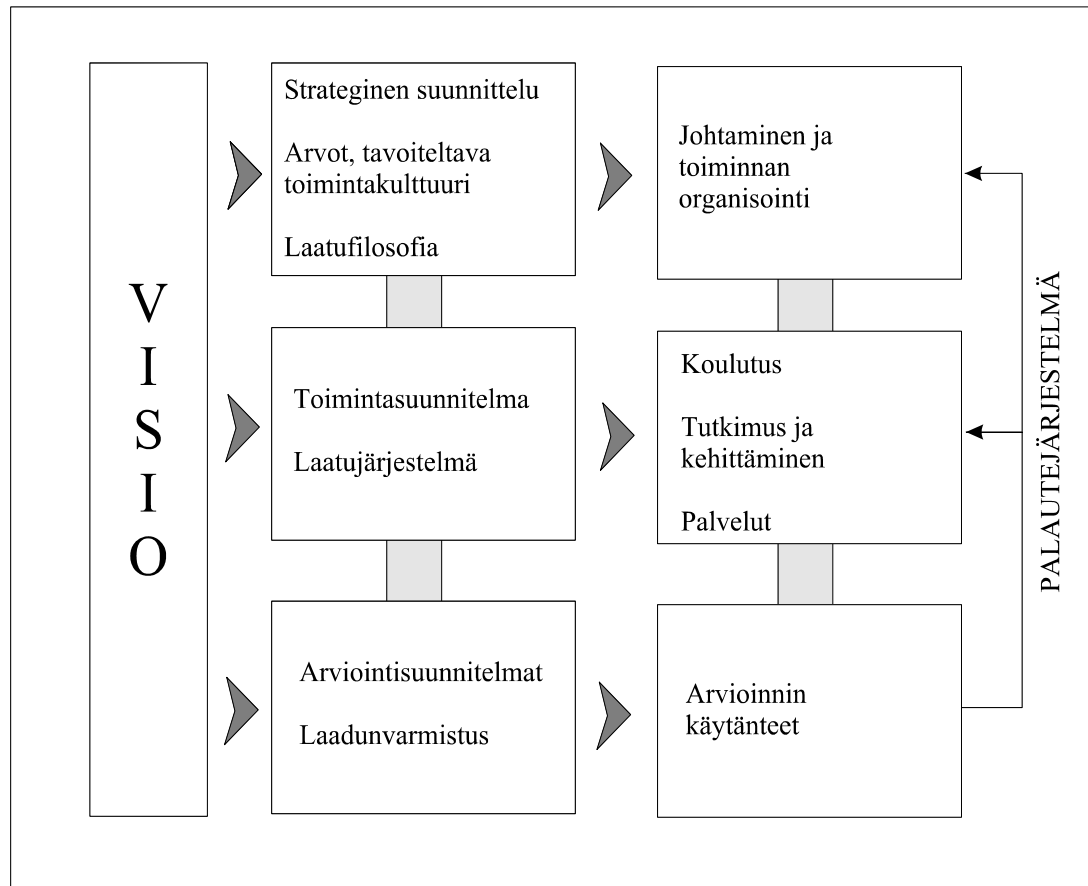 VISIO
Strateginen suunnittelu
Arvot, tavoiteltava
toimintakulttuuri
Laatufilosofia
Johtaminen ja
toiminnan
organisointi
Toimintasuunnitelma
Laatujärjestelmä
Koulutus
Tutkimus ja
kehittäminen
Palvelut
Arviointisuunnitelmat
Laadunvarmistus
Arvioinnin
käytänteet
PALAUTEJÄRJESTELMÄ